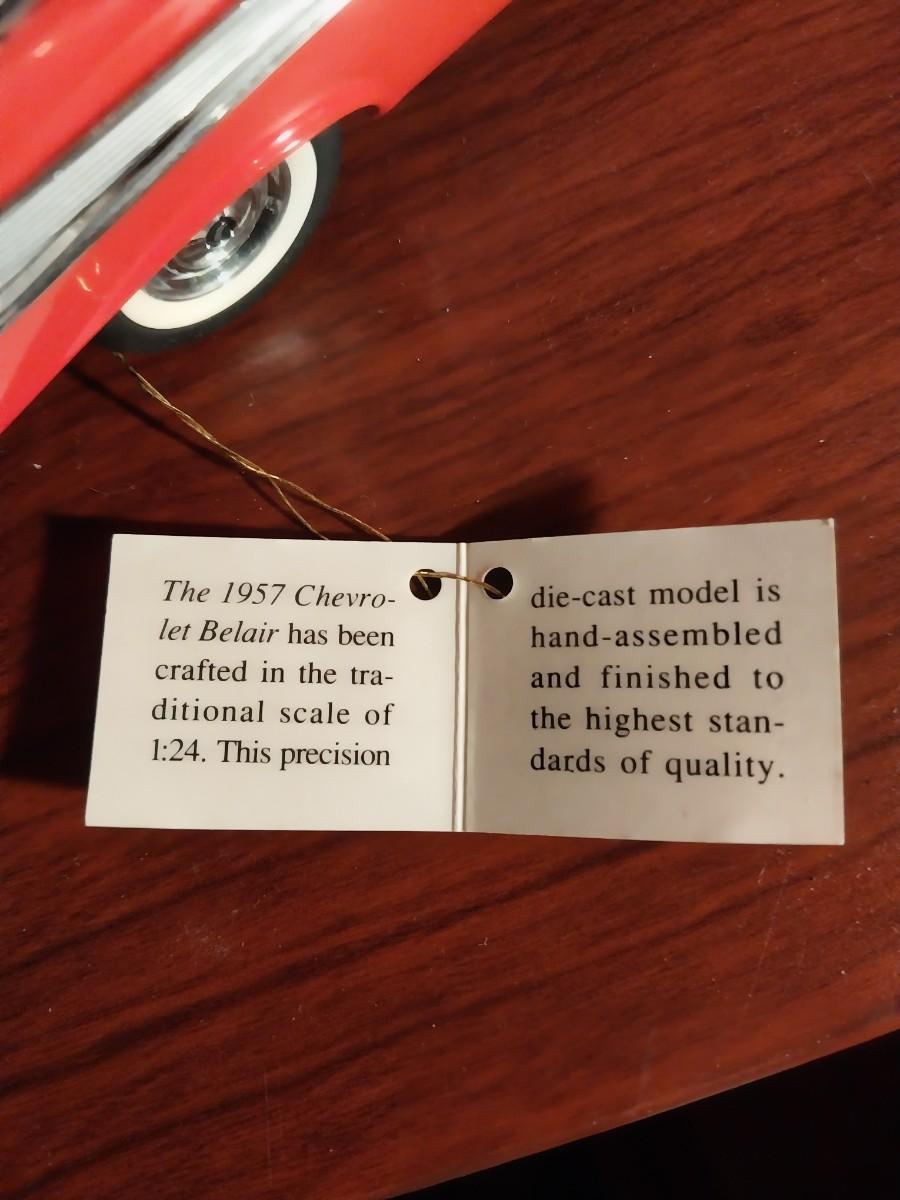 The 1957 Chevro-
let Belair has been
crafted in the tra-
ditional scale of
1:24. This precision
die-cast model is
hand-assembled
and finished to
the highest stan-
dards of quality.